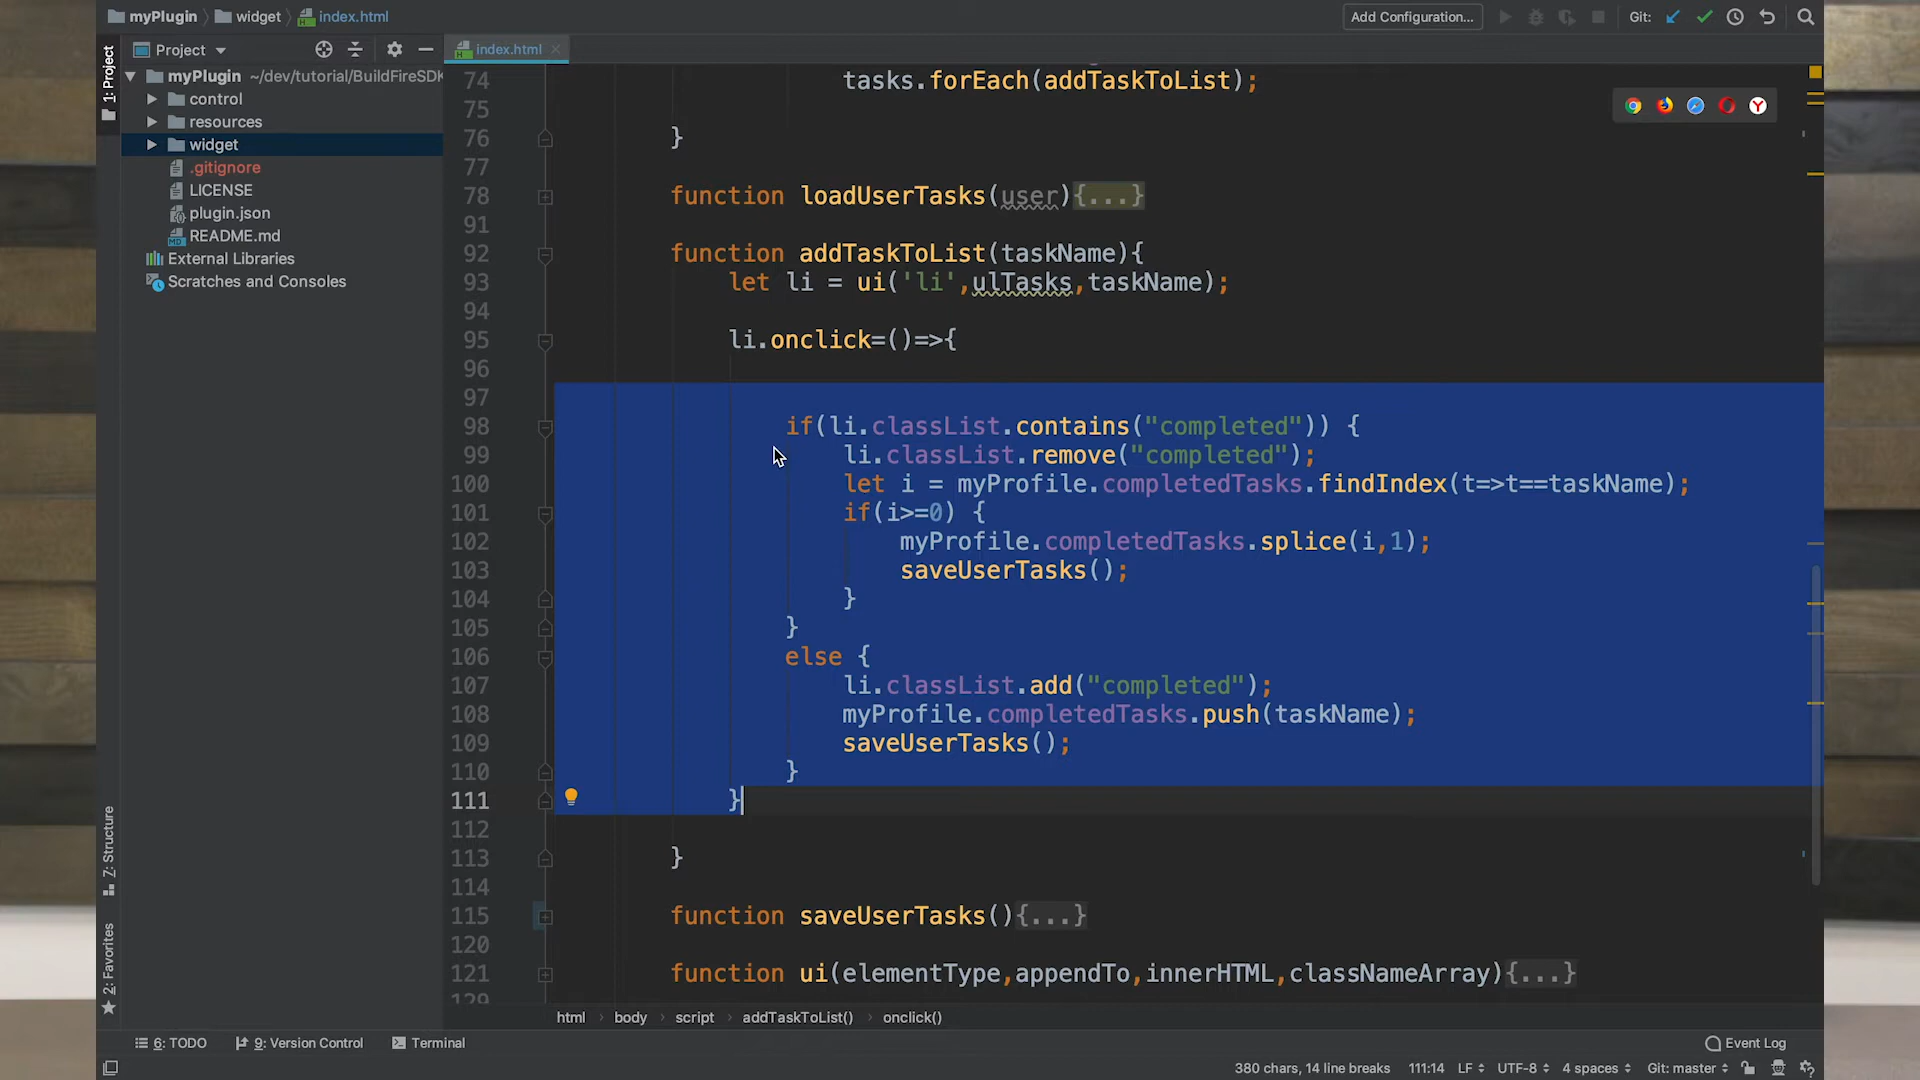 myPlugin
widget
index.html
Add Configuration...
Git:
1: Project
Project
index.html
myPlugin ~/dev/tutorial/BuildFireSDK
control
resources
widget
.gitignore
LICENSE
plugin.json
README.md
External Libraries
Scratches and Consoles
74 tasks.forEach(addTaskToList);
75
76 }
77
78 function loadUserTasks(user){...}
91
92 function addTaskToList(taskName){
93 let li = ui('li',ulTasks,taskName);
94
95 li.onclick=()=>{
96
97
98 if(li.classList.contains("completed")) {
99 li.classList.remove("completed");
100 let i = myProfile.completedTasks.findIndex(t=>t==taskName);
101 if(i>=0) {
102 myProfile.completedTasks.splice(i,1);
103 saveUserTasks();
104 }
105 }
106 else {
107 li.classList.add("completed");
108 myProfile.completedTasks.push(taskName);
109 saveUserTasks();
110 }
111 }
112
113 }
114
115 function saveUserTasks(){...}
120
121 function ui(elementType,appendTo,innerHTML,classNameArray){...}
129
Z: Structure
2: Favorites
html
body
script
addTaskToList()
onclick()
6: TODO
9: Version Control
Terminal
Event Log
380 chars, 14 line breaks
111:14
LF
UTF-8
4 spaces
Git: master